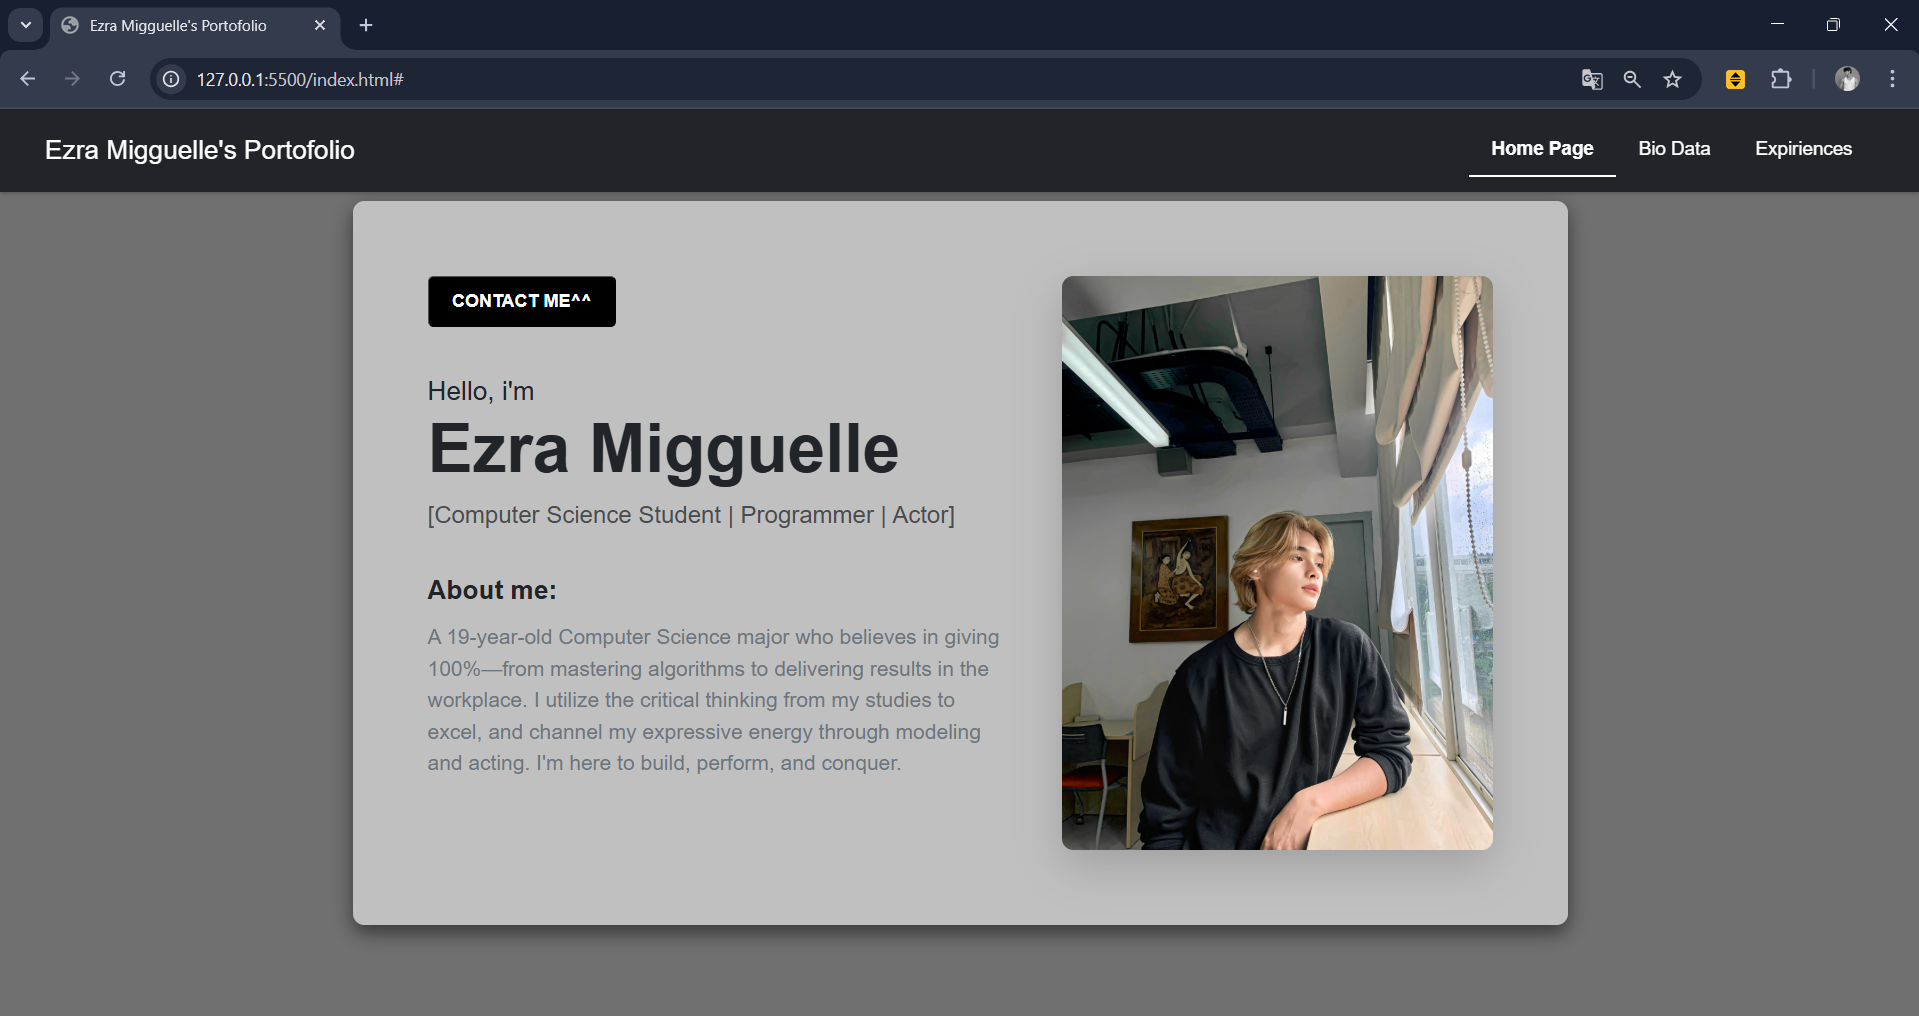 Ezra Migguelle's Portofolio
127.0.0.1:5500/index.html#
Ezra Migguelle's Portofolio
Home Page
Bio Data
Expiriences
CONTACT ME^^
Hello, i'm
Ezra Migguelle
[Computer Science Student | Programmer | Actor]
About me:
A 19-year-old Computer Science major who believes in giving
100%—from mastering algorithms to delivering results in the
workplace. I utilize the critical thinking from my studies to
excel, and channel my expressive energy through modeling
and acting. I'm here to build, perform, and conquer.